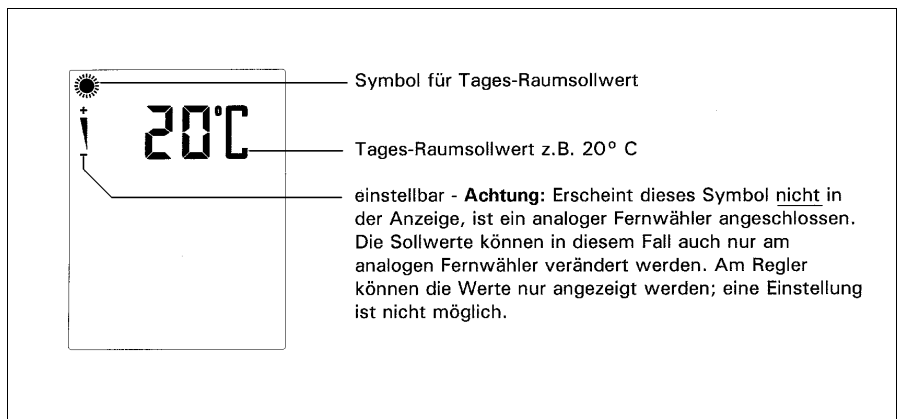 Symbol für Tages-Raumsollwert
+
20°C
Tages-Raumsollwert z.B. 20° C
−
einstellbar - Achtung: Erscheint dieses Symbol nicht in
der Anzeige, ist ein analoger Fernwähler angeschlossen.
Die Sollwerte können in diesem Fall auch nur am
analogen Fernwähler verändert werden. Am Regler
können die Werte nur angezeigt werden; eine Einstellung
ist nicht möglich.